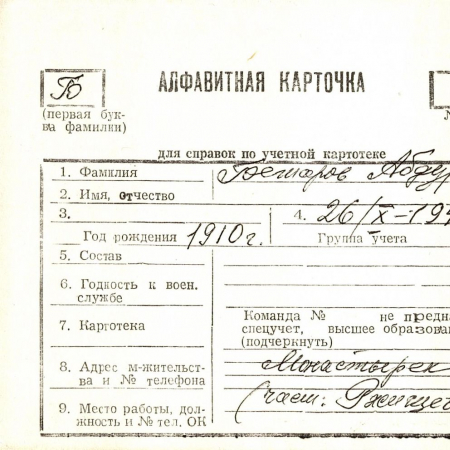 Б
АЛФАВИТНАЯ КАРТОЧКА
(первая бук-
ва фамилии)
для справок по учетной картотеке
1. Фамилия
2. Имя, отчество
3.
Год рождения 1910 г.
4. 26/X-19
Группа учета
5. Состав
6. Годкость к воен.
службе
Команда № не предна
7. Картотека
спецучет, высшее образова
(подчеркнуть)
8. Адрес м-жительст-
ва и № телефона
Монастырек
9. Место работы, дол-
жность и № тел. ОК